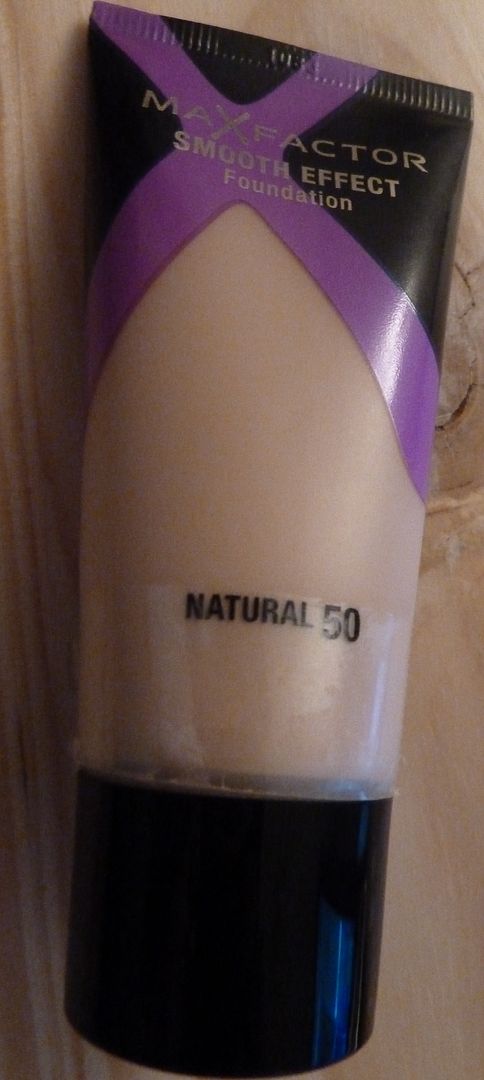 MAXFACTOR
SMOOTH EFFECT
Foundation
NATURAL 50